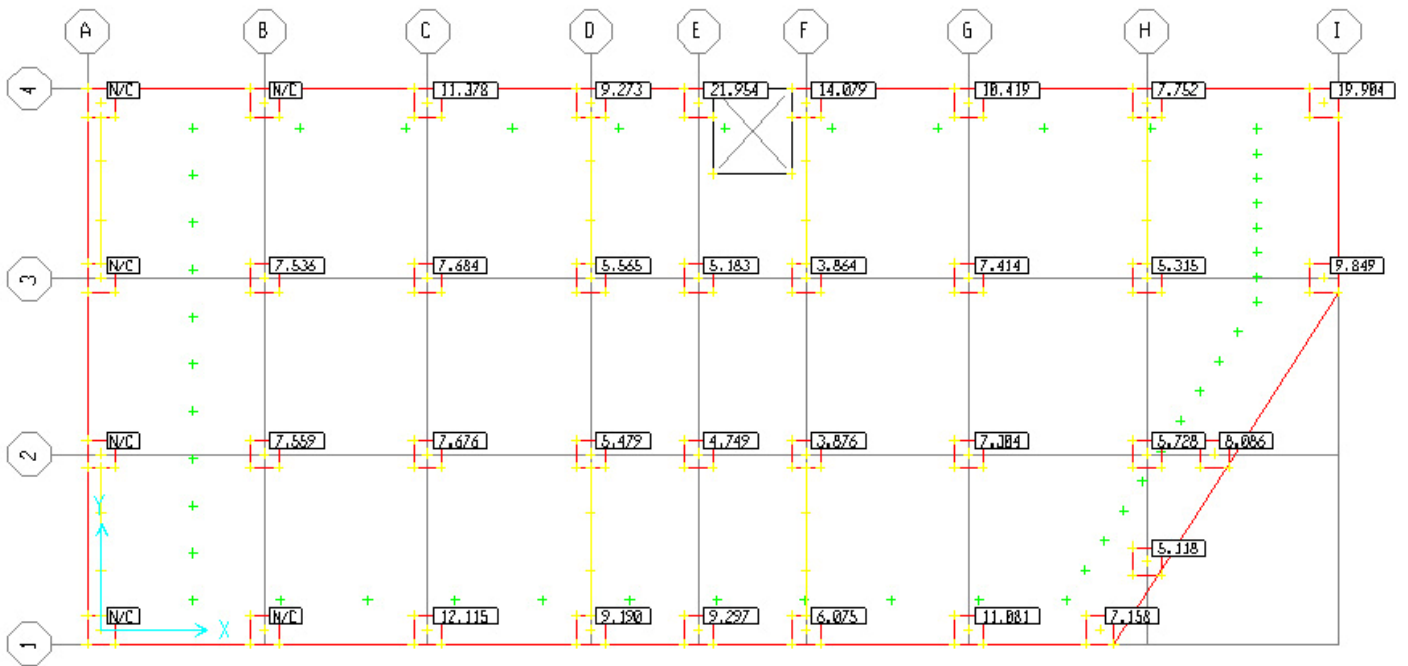 A B C D E F G H I
4 N/C N/C 11.378 9.273 21.954 14.079 10.419 7.752 19.904
3 N/C 7.536 7.684 5.565 5.183 3.864 7.414 5.315 9.849
2 N/C 7.559 7.676 5.479 4.749 3.876 7.304 5.728 8.086
Y
5.118
1 N/C N/C 12.115 9.190 9.297 6.075 11.081 7.158
X